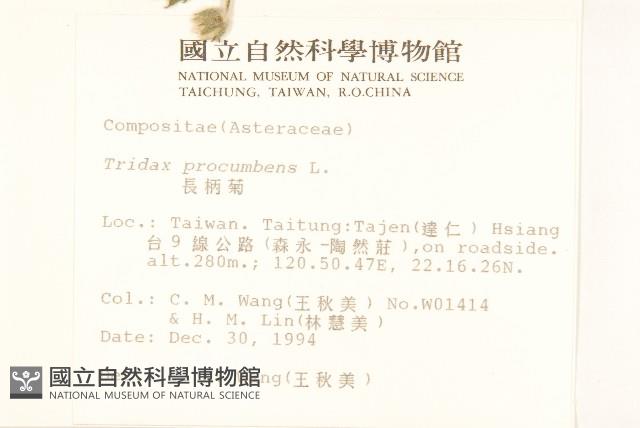 國立自然科學博物館
NATIONAL MUSEUM OF NATURAL SCIENCE
TAICHUNG, TAIWAN, R.O.CHINA
Compositae(Asteraceae)
Tridax procumbens L.
長柄菊
Loc.: Taiwan. Taitung:Tajen(達仁) Hsiang
台9線公路(森永-陶然莊),on roadside.
alt.280m.; 120.50.47E, 22.16.26N.
Col.: C. M. Wang(王秋美) No.W01414
& H. M. Lin(林慧美)
Date: Dec. 30, 1994
(王秋美)
國立自然科學博物館
NATIONAL MUSEUM OF NATURAL SCIENCE